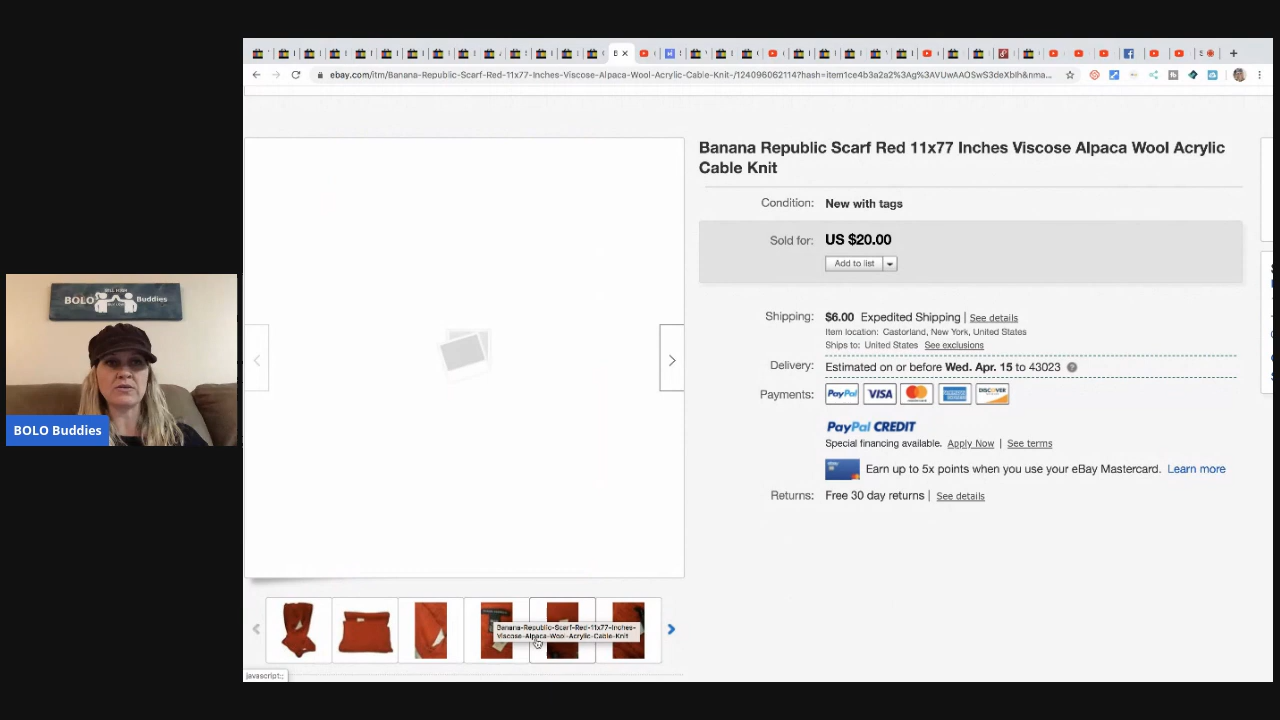 ebay.com/itm/Banana-Republic-Scarf-Red-11x77-Inches-Viscose-Alpaca-Wool-Acrylic-Cable-Knit-/124096062114?hash=item1ce4b3a2a2%3Ag%3AVUwAAOSwS3deXbIh&nma...
Banana Republic Scarf Red 11x77 Inches Viscose Alpaca Wool Acrylic
Cable Knit
Condition: New with tags
Sold for: US $20.00
Add to list
Shipping: $6.00 Expedited Shipping | See details
Item location: Castorland, New York, United States
Ships to: United States See exclusions
Delivery: Estimated on or before Wed. Apr. 15 to 43023
Payments: PayPal VISA MasterCard AMERICAN EXPRESS DISCOVER
PayPal CREDIT
Special financing available. Apply Now | See terms
Earn up to 5x points when you use your eBay Mastercard. Learn more
Returns: Free 30 day returns | See details
BOLO Buddies
BOLO Buddies
Banana-Republic-Scarf-Red-11x77-Inches-
Viscose-Alpaca-Wool-Acrylic-Cable-Knit
javascript:;